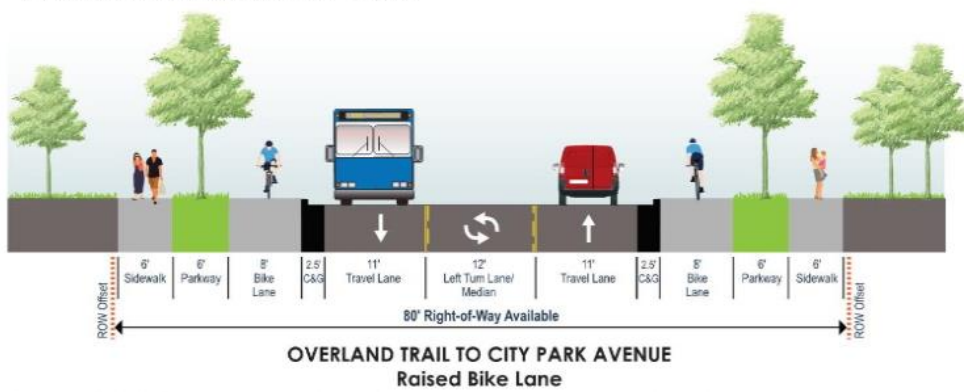 6' Sidewalk
6' Parkway
8' Bike Lane
2.5' C&G
11' Travel Lane
12' Left Turn Lane/ Median
11' Travel Lane
2.5' C&G
8' Bike Lane
6' Parkway
6' Sidewalk
ROW Offset
ROW Offset
80' Right-of-Way Available
OVERLAND TRAIL TO CITY PARK AVENUE
Raised Bike Lane